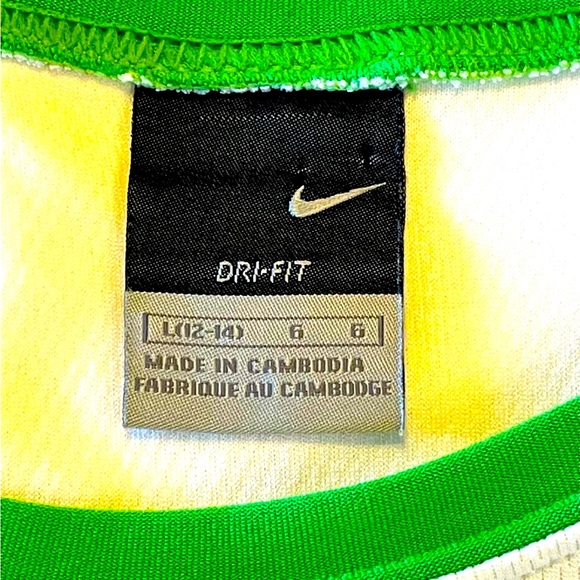 DRI-FIT
L(12-14) 6 6
MADE IN CAMBODIA
FABRIQUE AU CAMBODGE